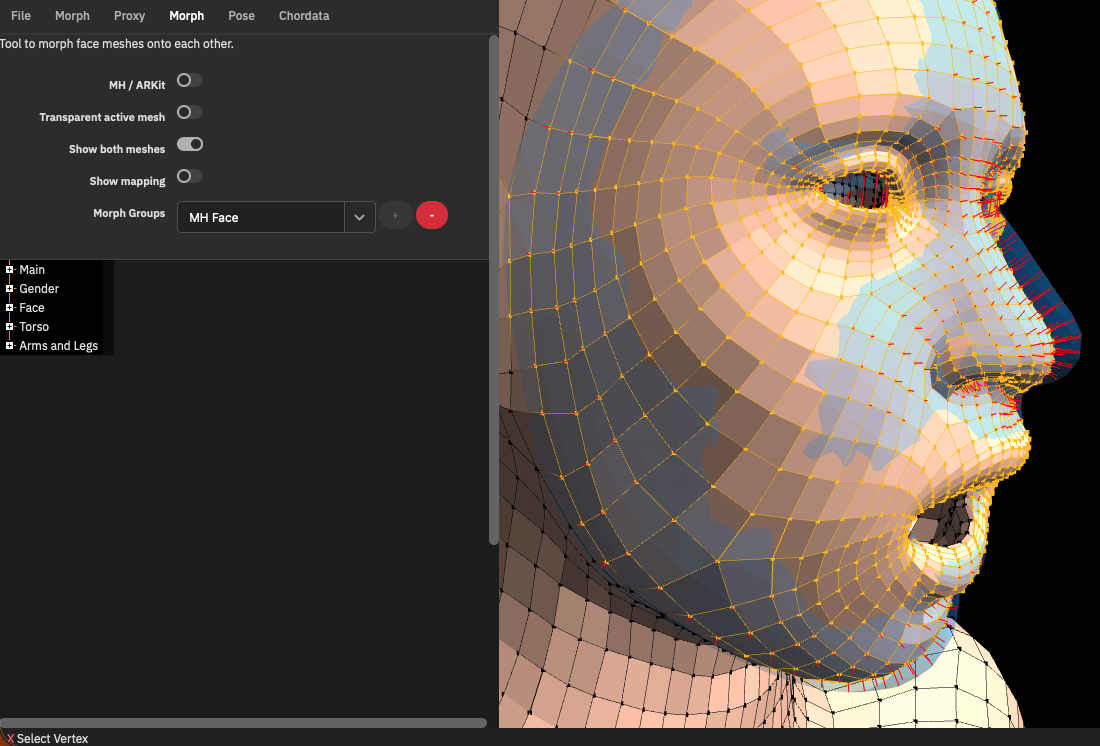 File Morph Proxy Morph Pose Chordata
Tool to morph face meshes onto each other.
MH / ARKit
Transparent active mesh
Show both meshes
Show mapping
Morph Groups MH Face + -
Main
Gender
Face
Torso
Arms and Legs
X Select Vertex